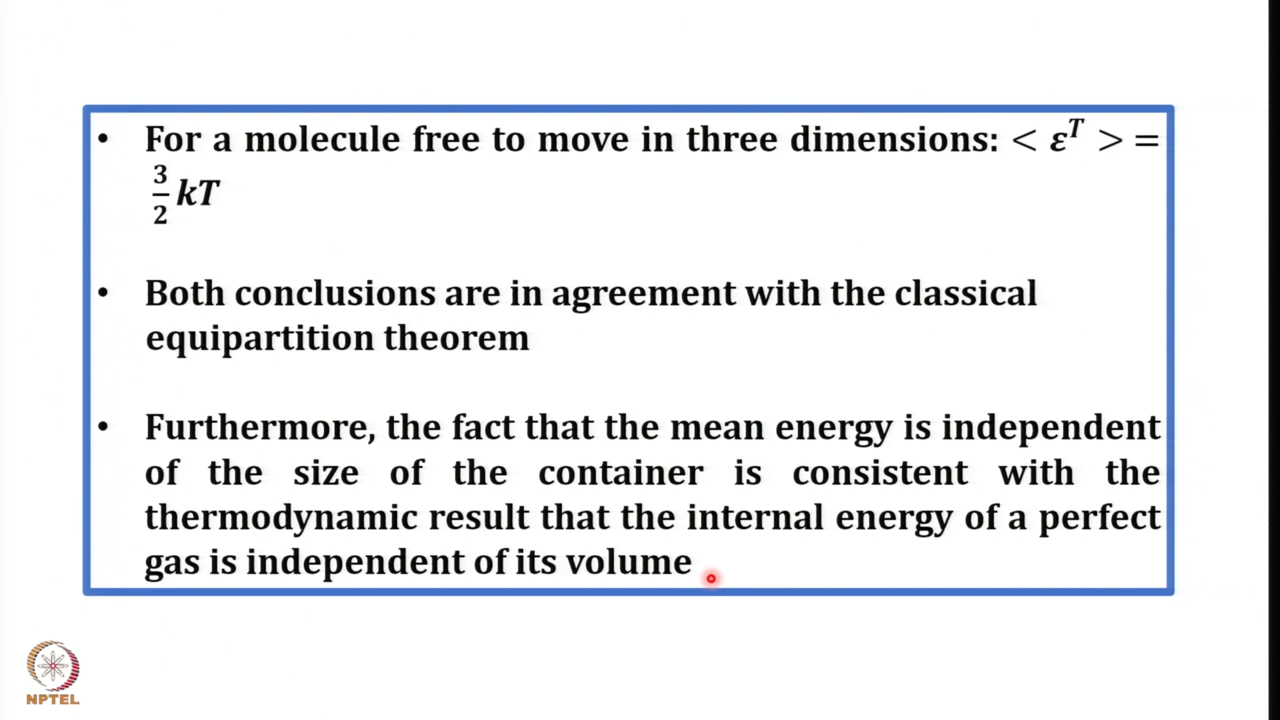 • For a molecule free to move in three dimensions: < ε^T > =
3/2 kT
• Both conclusions are in agreement with the classical
equipartition theorem
• Furthermore, the fact that the mean energy is independent
of the size of the container is consistent with the
thermodynamic result that the internal energy of a perfect
gas is independent of its volume
NPTEL